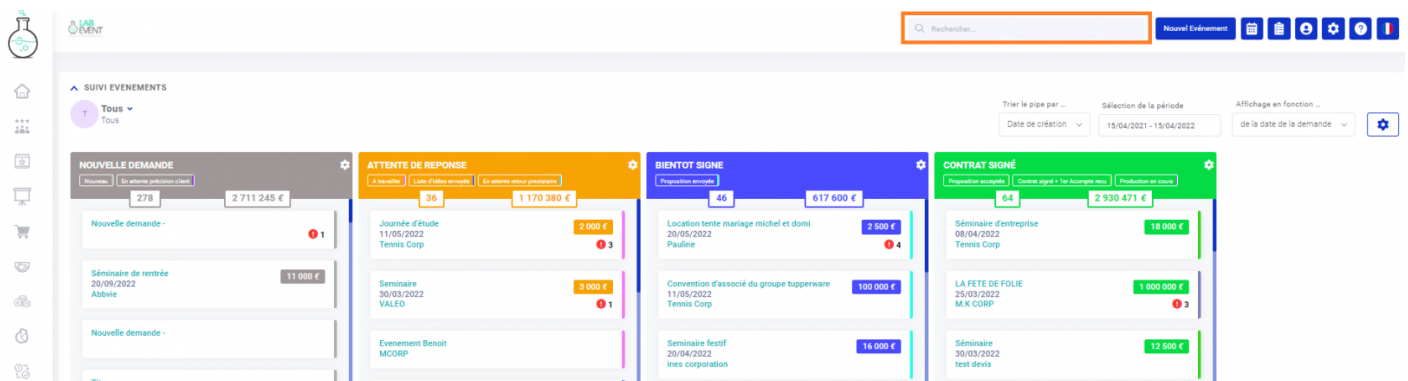 LAB
EVENT
Rechercher...
Nouvel Evénement
SUIVI EVENEMENTS
T
Tous
Tous
Trier le pipe par ...
Date de création
Sélection de la période
15/04/2021 - 15/04/2022
Affichage en fonction ...
de la date de la demande
NOUVELLE DEMANDE
Nouveau
En attente précision client
278
2 711 245 €
Nouvelle demande -
1
Séminaire de rentrée
11 000 €
20/09/2022
Abbvie
Nouvelle demande -
ATTENTE DE REPONSE
A travailler
Liste d'idées envoyée
En attente retour prestataire
36
1 170 380 €
Journée d'étude
2 000 €
11/05/2022
Tennis Corp
3
Seminaire
3 000 €
30/03/2022
VALEO
1
Evenement Benoit
MCORP
BIENTOT SIGNE
Proposition envoyée
46
617 600 €
Location tente mariage michel et domi
2 500 €
20/05/2022
Pauline
4
Convention d'associé du groupe tupperware
100 000 €
11/05/2022
Tennis Corp
Seminaire festif
16 000 €
20/04/2022
ines corporation
CONTRAT SIGNÉ
Proposition acceptée
Contrat signé + 1er Acompte recu
Production en cours
64
2 930 471 €
Séminaire d'entreprise
18 000 €
08/04/2022
Tennis Corp
LA FETE DE FOLIE
1 000 000 €
25/03/2022
M.K CORP
3
Séminaire
12 500 €
30/03/2022
test devis